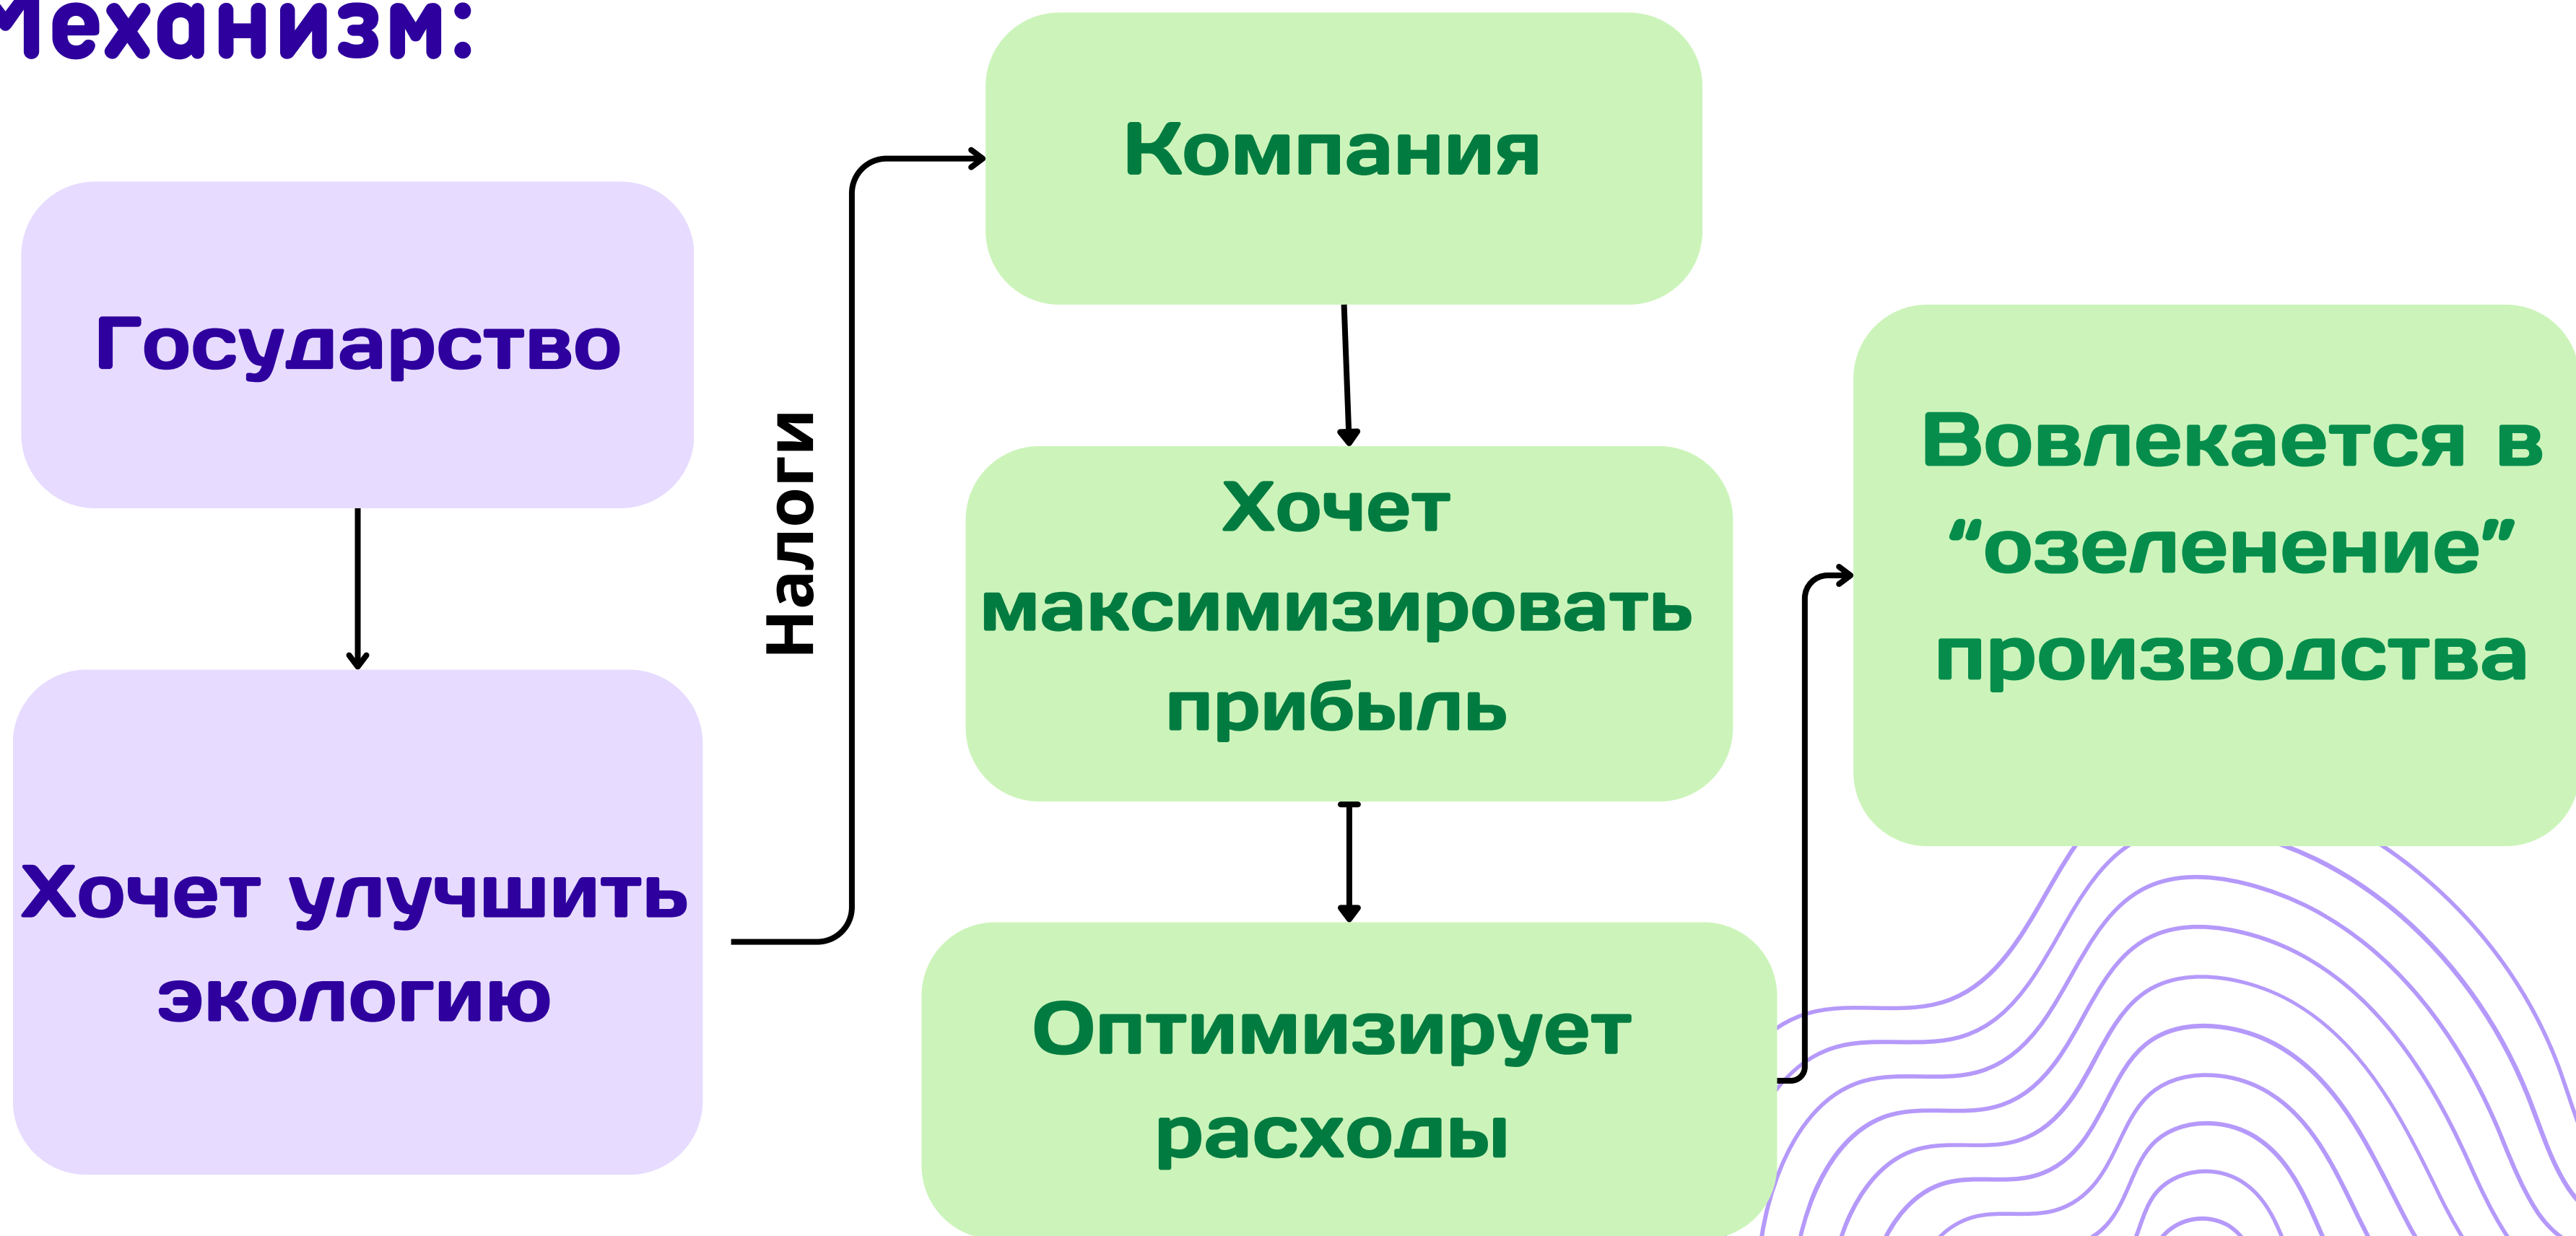 Механизм:
Государство
Хочет улучшить
экологию
Налоги
Компания
Хочет
максимизировать
прибыль
Оптимизирует
расходы
Вовлекается в
“озеленение”
производства